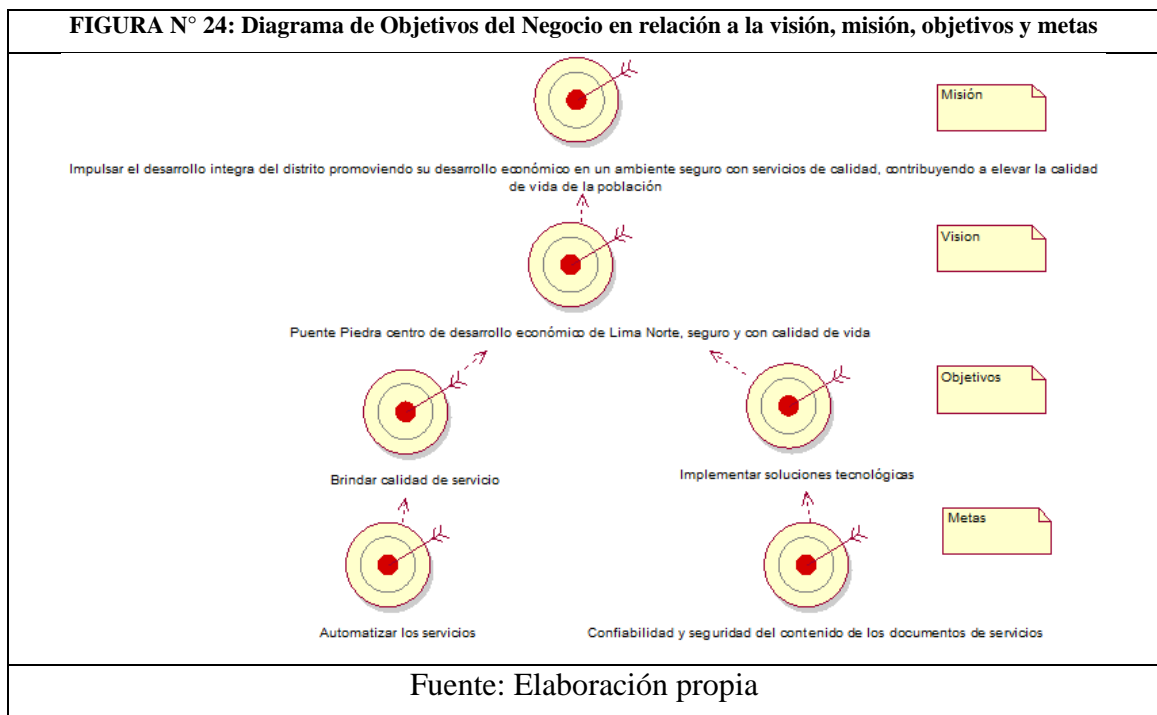 FIGURA N° 24: Diagrama de Objetivos del Negocio en relación a la visión, misión, objetivos y metas
Misión
Impulsar el desarrollo integra del distrito promoviendo su desarrollo económico en un ambiente seguro con servicios de calidad, contribuyendo a elevar la calidad
de vida de la población
Vision
Puente Piedra centro de desarrollo económico de Lima Norte, seguro y con calidad de vida
Objetivos
Brindar calidad de servicio
Implementar soluciones tecnológicas
Metas
Automatizar los servicios
Confiabilidad y seguridad del contenido de los documentos de servicios
Fuente: Elaboración propia